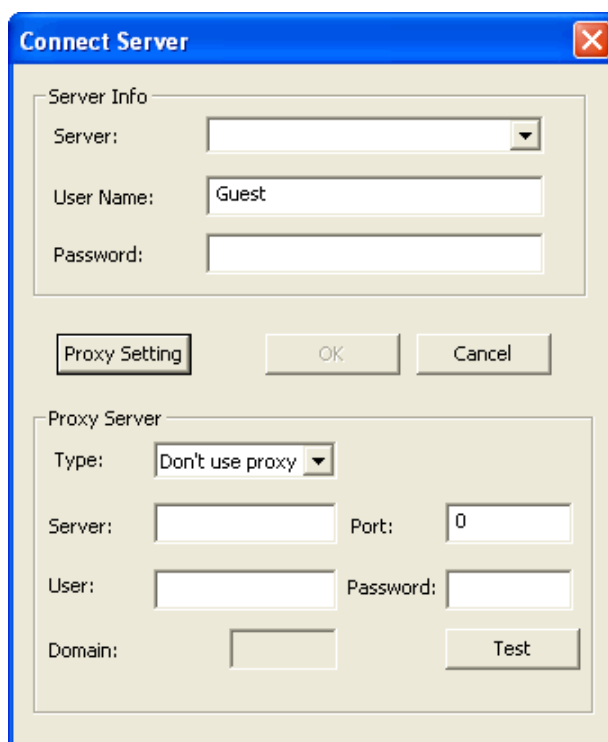 Connect Server
Server Info
Server:
User Name: Guest
Password:
Proxy Setting OK Cancel
Proxy Server
Type: Don't use proxy
Server: Port: 0
User: Password:
Domain: Test